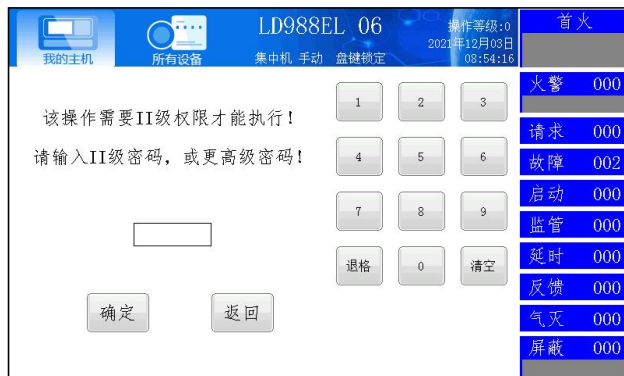 LD988EL 06
操作等级:0
2021年12月03日
08:54:16
我的主机
所有设备
集中机 手动 盘键锁定
首火
火警 000
请求 000
故障 002
启动 000
监管 000
延时 000
反馈 000
气灭 000
屏蔽 000
该操作需要II级权限才能执行!
请输入II级密码,或更高级密码!
1 2 3
4 5 6
7 8 9
退格 0 清空
确定 返回